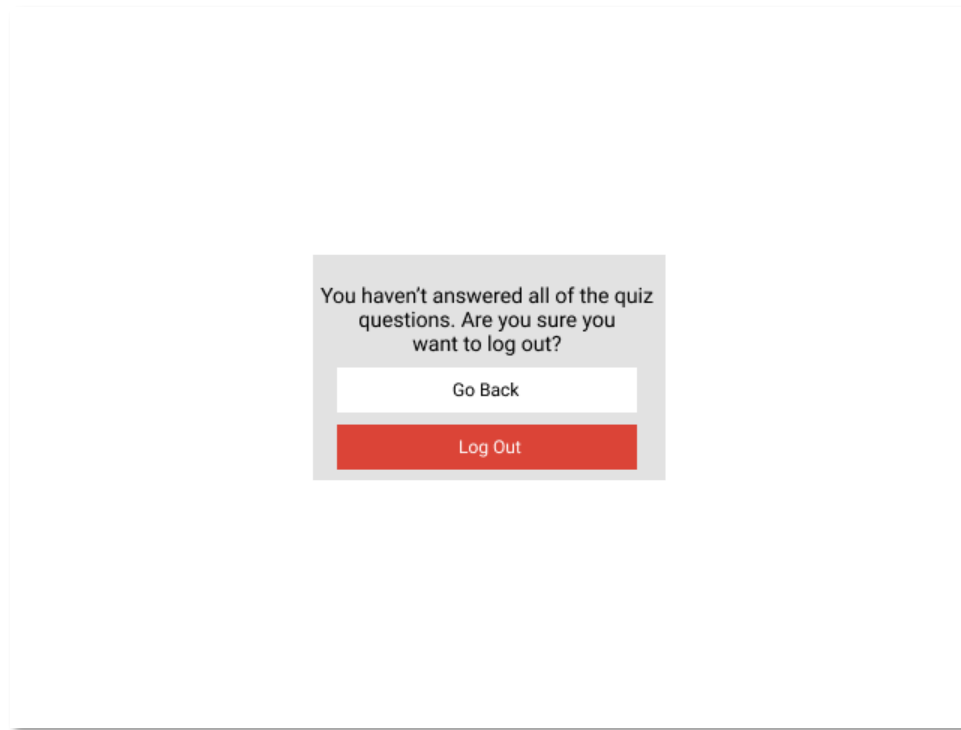 You haven’t answered all of the quiz
questions. Are you sure you
want to log out?
Go Back
Log Out